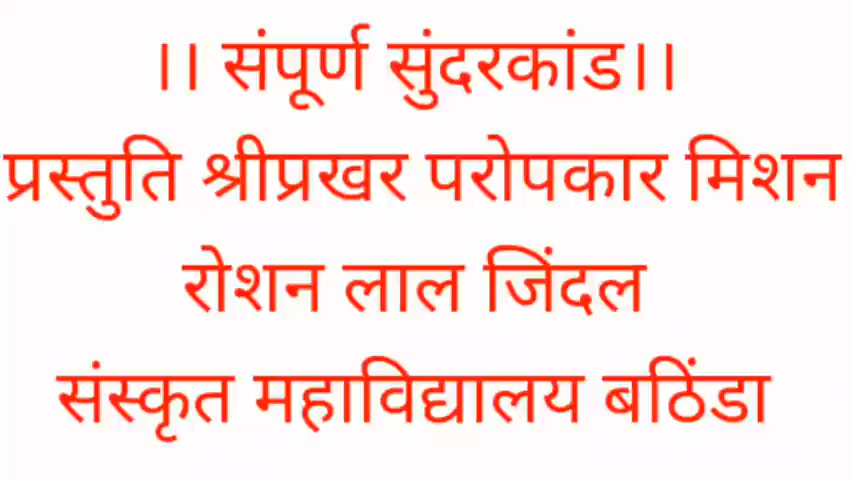 ।। संपूर्ण सुंदरकांड।।
प्रस्तुति श्रीप्रखर परोपकार मिशन
रोशन लाल जिंदल
संस्कृत महाविद्यालय बठिंडा